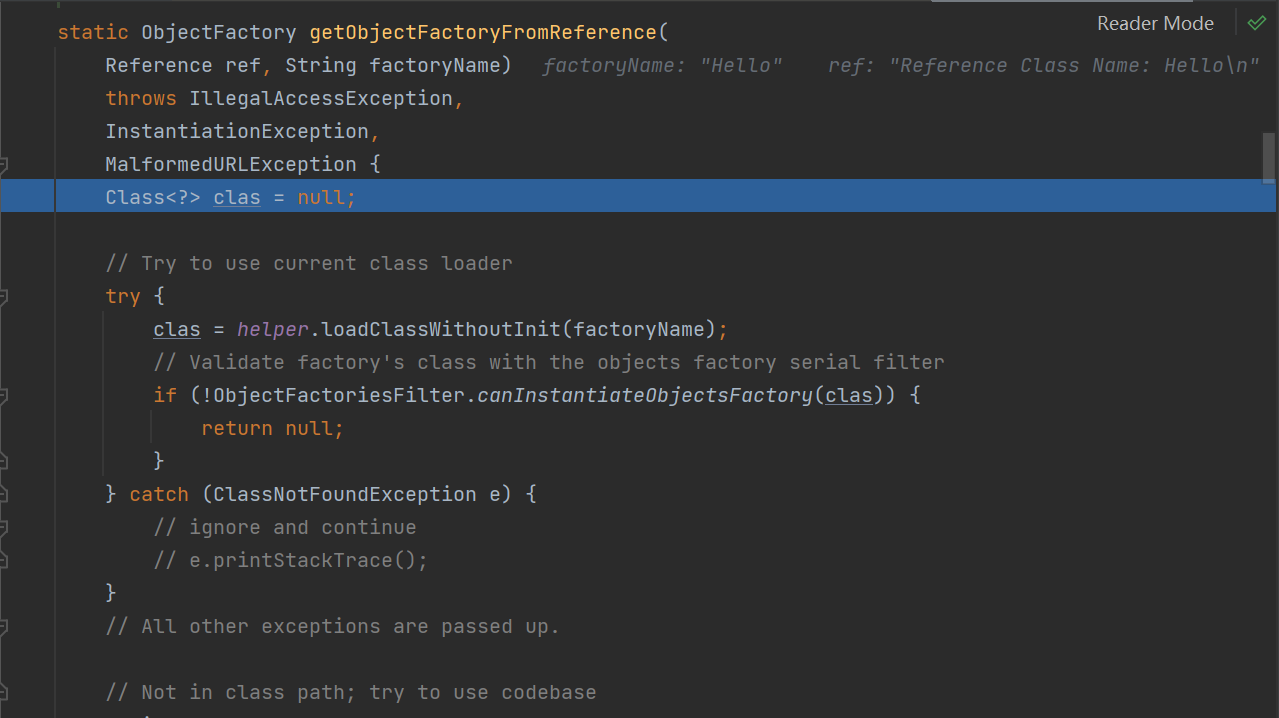 Reader Mode
static ObjectFactory getObjectFactoryFromReference(
Reference ref, String factoryName) factoryName: "Hello" ref: "Reference Class Name: Hello\n"
throws IllegalAccessException,
InstantiationException,
MalformedURLException {
Class<?> clas = null;
// Try to use current class loader
try {
clas = helper.loadClassWithoutInit(factoryName);
// Validate factory's class with the objects factory serial filter
if (!ObjectFactoriesFilter.canInstantiateObjectsFactory(clas)) {
return null;
}
} catch (ClassNotFoundException e) {
// ignore and continue
// e.printStackTrace();
}
// All other exceptions are passed up.
// Not in class path; try to use codebase